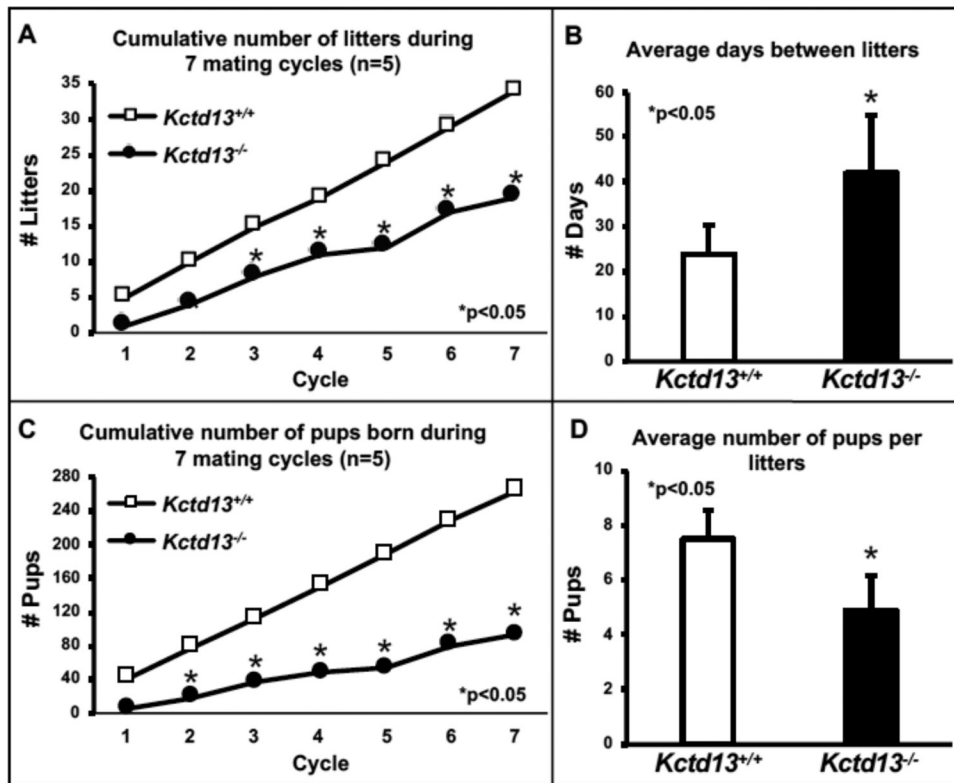 A
Cumulative number of litters during
7 mating cycles (n=5)
35
30
25
20
15
10
5
0
# Litters
Kctd13+/+
Kctd13-/-
*
*
*
*
*
*p<0.05
1 2 3 4 5 6 7
Cycle
B
Average days between litters
60
50
40
30
20
10
0
# Days
*p<0.05
*
Kctd13+/+ Kctd13-/-
C
Cumulative number of pups born during
7 mating cycles (n=5)
280
240
200
160
120
80
40
0
# Pups
Kctd13+/+
Kctd13-/-
*
*
*
*
*
*
*p<0.05
1 2 3 4 5 6 7
Cycle
D
Average number of pups per
litters
10
8
6
4
2
0
# Pups
*p<0.05
*
Kctd13+/+ Kctd13-/-